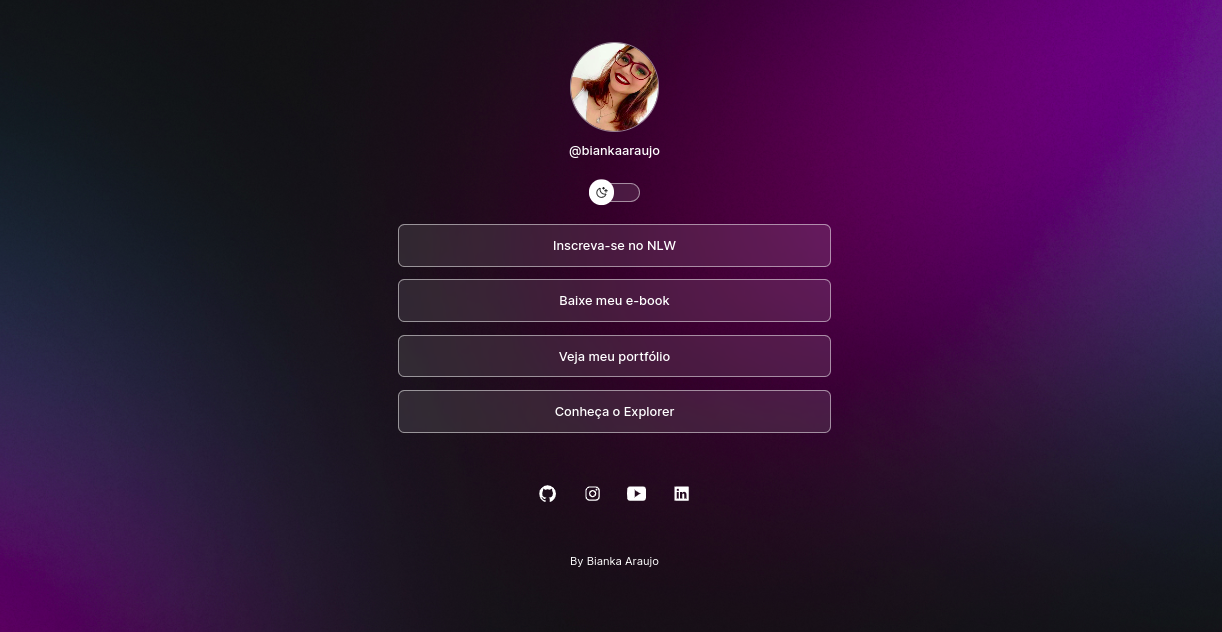 @biankaaraujo
Inscreva-se no NLW
Baixe meu e-book
Veja meu portfólio
Conheça o Explorer
By Bianka Araujo